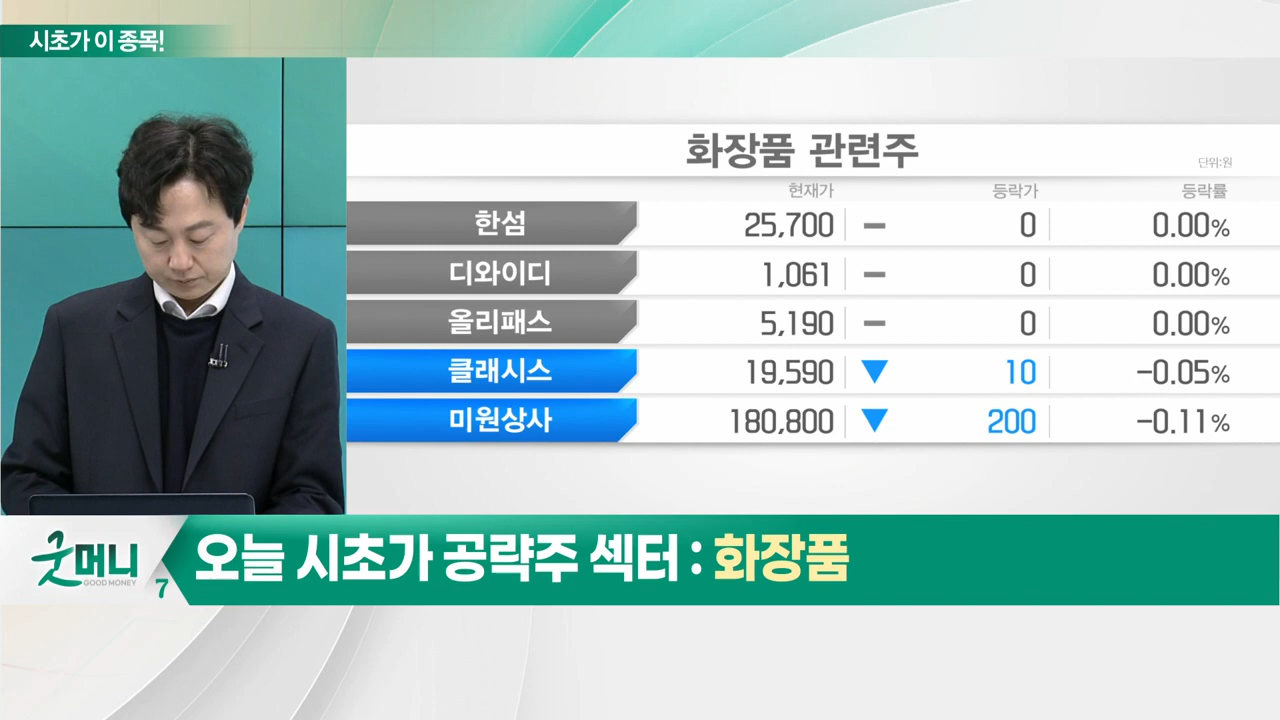 시초가 이 종목!
화장품 관련주
단위:원
현재가 등락가 등락률
한섬 25,700 0 0.00%
디와이디 1,061 0 0.00%
올리패스 5,190 0 0.00%
클래시스 19,590 ▼ 10 -0.05%
미원상사 180,800 ▼ 200 -0.11%
굿머니 7
GOOD MONEY
오늘 시초가 공략주 섹터 : 화장품